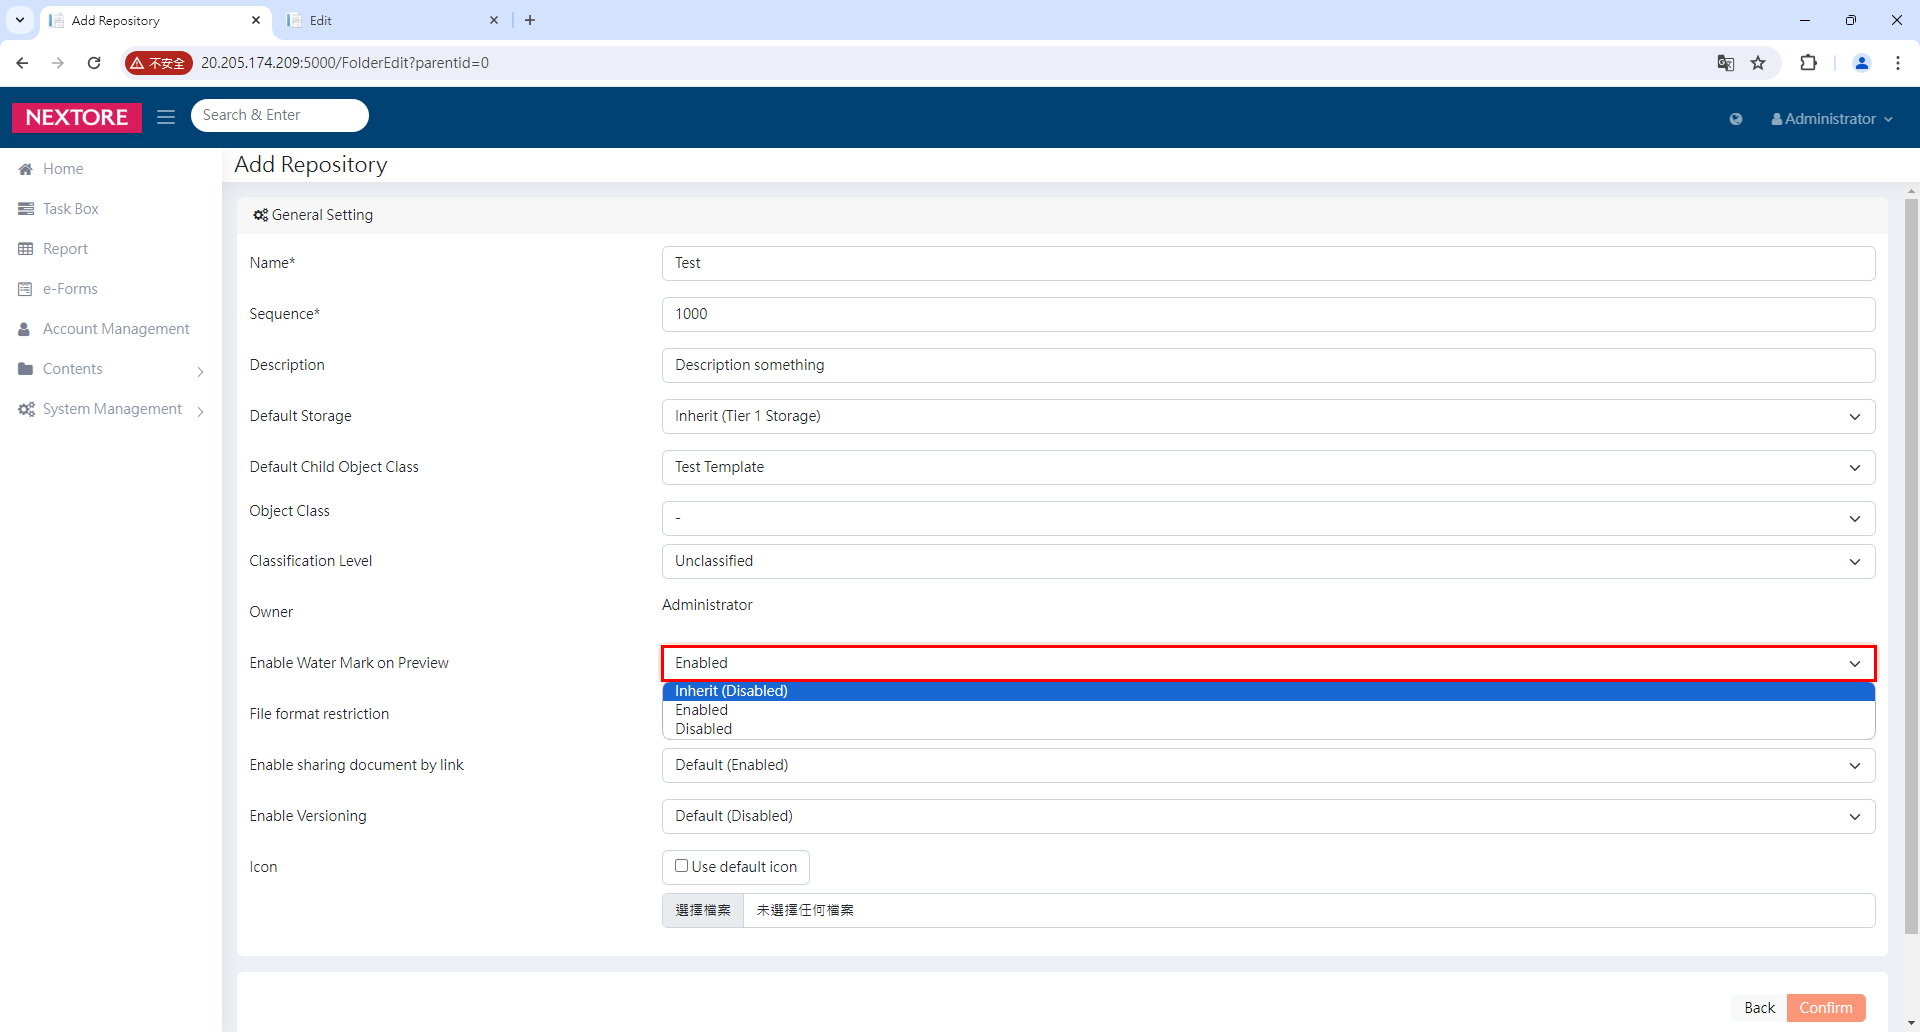 Add Repository
Edit
不安全
20.205.174.209:5000/FolderEdit?parentid=0
NEXTORE
Search & Enter
Administrator
Home
Task Box
Report
e-Forms
Account Management
Contents
System Management
Add Repository
General Setting
Name*
Test
Sequence*
1000
Description
Description something
Default Storage
Inherit (Tier 1 Storage)
Default Child Object Class
Test Template
Object Class
-
Classification Level
Unclassified
Owner
Administrator
Enable Water Mark on Preview
Enabled
Inherit (Disabled)
Enabled
Disabled
File format restriction
Enable sharing document by link
Default (Enabled)
Enable Versioning
Default (Disabled)
Icon
Use default icon
選擇檔案 未選擇任何檔案
Back
Confirm